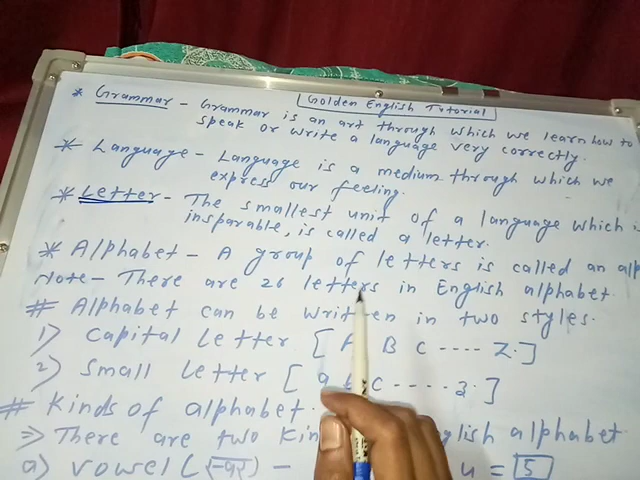 Golden English Tutorial
* Grammar - Grammar is an art through which we learn how to
speak or write a language very correctly.
* Language - Language is a medium through which we
express our feeling.
* Letter - The smallest unit of a language which i
insparable, is called a letter.
* Alphabet - A group of letters is called an alp
Note - There are 26 letters in English alphabet.
# Alphabet can be written in two styles.
1) Capital Letter [ A B C ---- Z.]
2) Small Letter [ a b c ----- z.]
# Kinds of alphabet.
⇒ There are two Kin glish alphabet
a) Vowel ( ) - u = 5